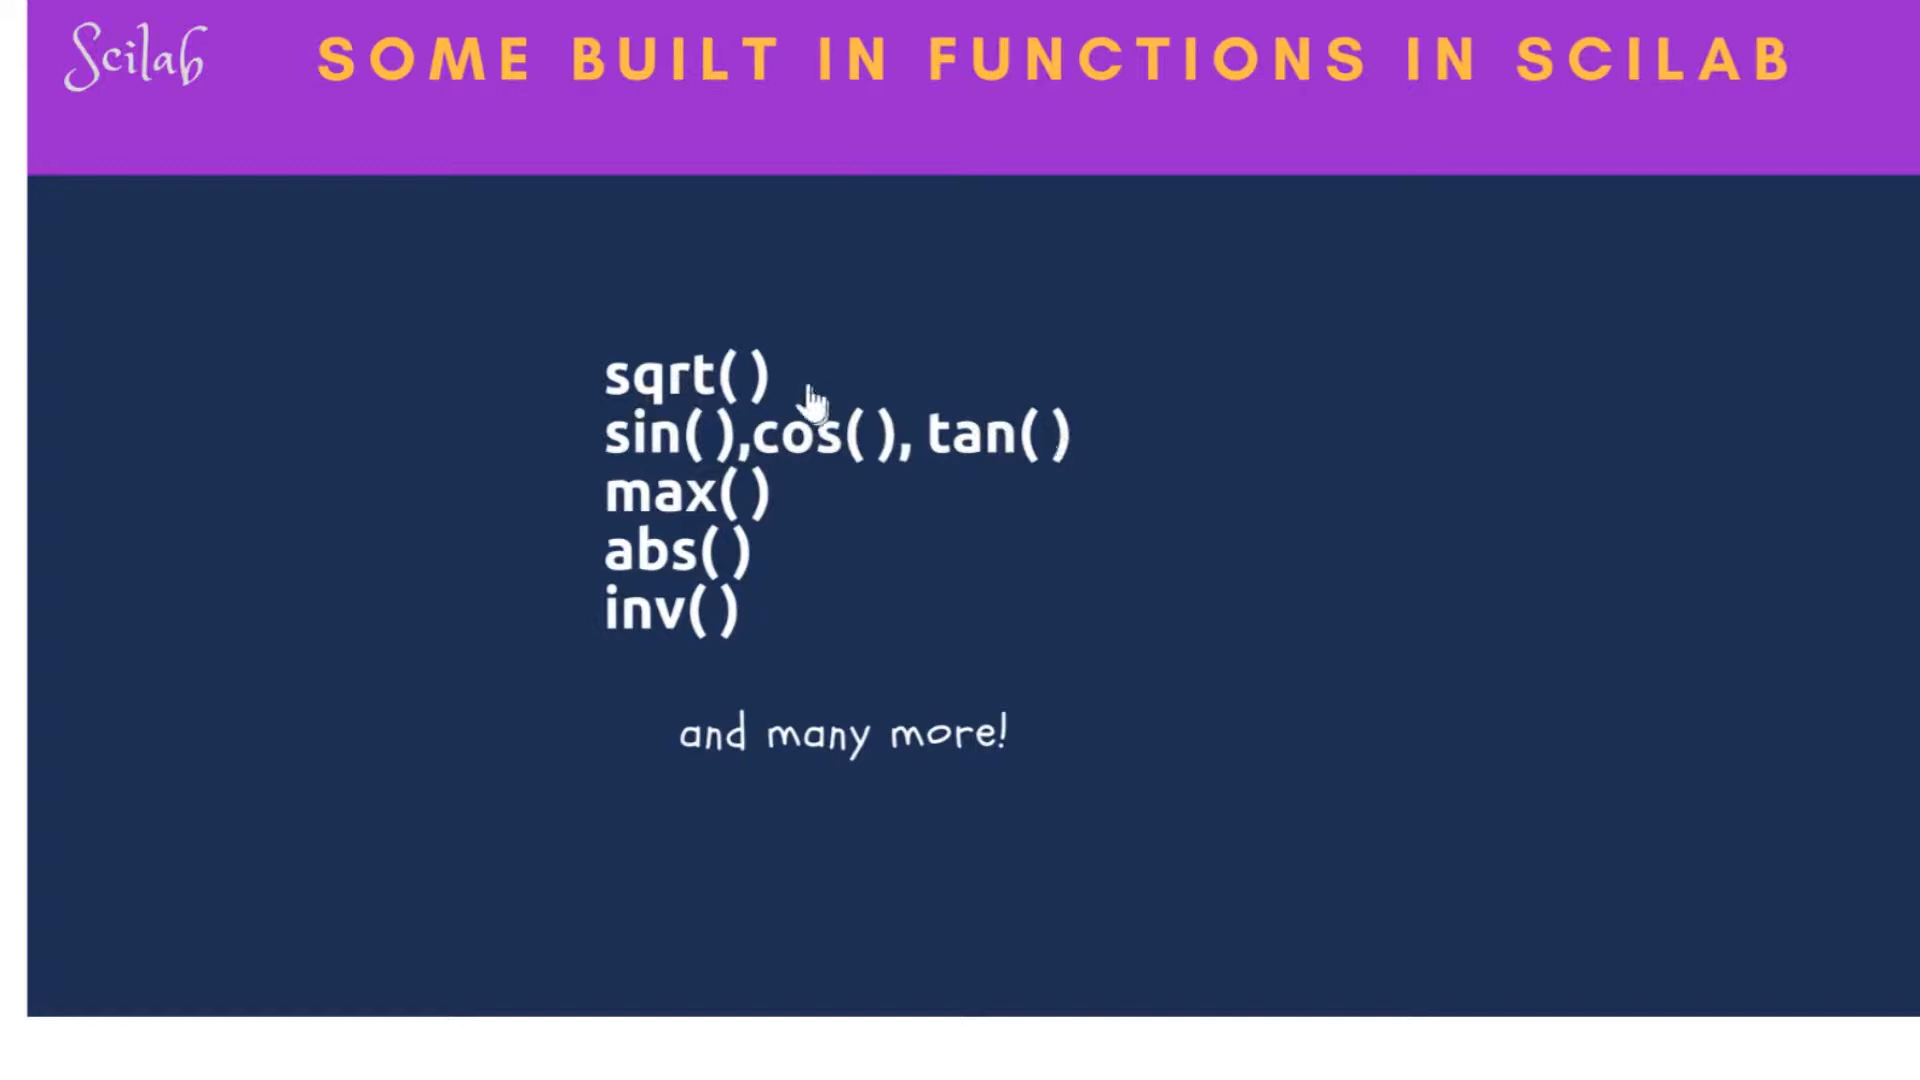 Scilab
SOME BUILT IN FUNCTIONS IN SCILAB
sqrt( )
sin( ),cos( ), tan( )
max( )
abs( )
inv( )
and many more!